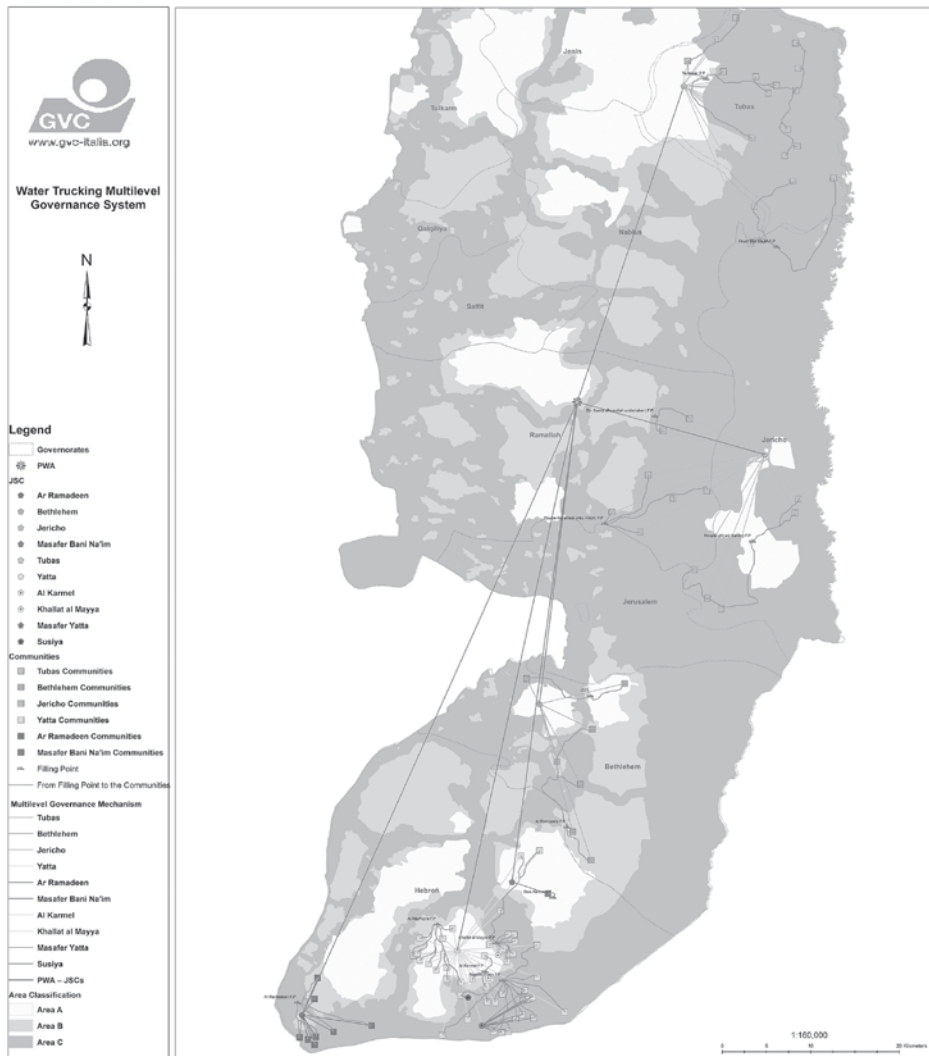 GVC
www.gvc-italia.org
Water Trucking Multilevel
Governance System
N
Legend
Governorates
PWA
JSC
Ar Ramadeen
Bethlehem
Jericho
Masafer Bani Na'im
Tubas
Yatta
Al Karmel
Khallat al Mayya
Masafer Yatta
Susiya
Communities
Tubas Communities
Bethlehem Communities
Jericho Communities
Yatta Communities
Ar Ramadeen Communities
Masafer Bani Na'im Communities
Filling Point
From Filling Point to the Communities
Multilevel Governance Mechanism
Tubas
Bethlehem
Jericho
Yatta
Ar Ramadeen
Masafer Bani Na'im
Al Karmel
Khallat al Mayya
Masafer Yatta
Susiya
PWA – JSCs
Area Classification
Area A
Area B
Area C
Jenin
Tubas
Tulkarm
Qalqiliya
Nablus
Salfit
Ramallah
Jericho
Jerusalem
Bethlehem
Hebron
1:160,000
0 5 10 20 Kilometers